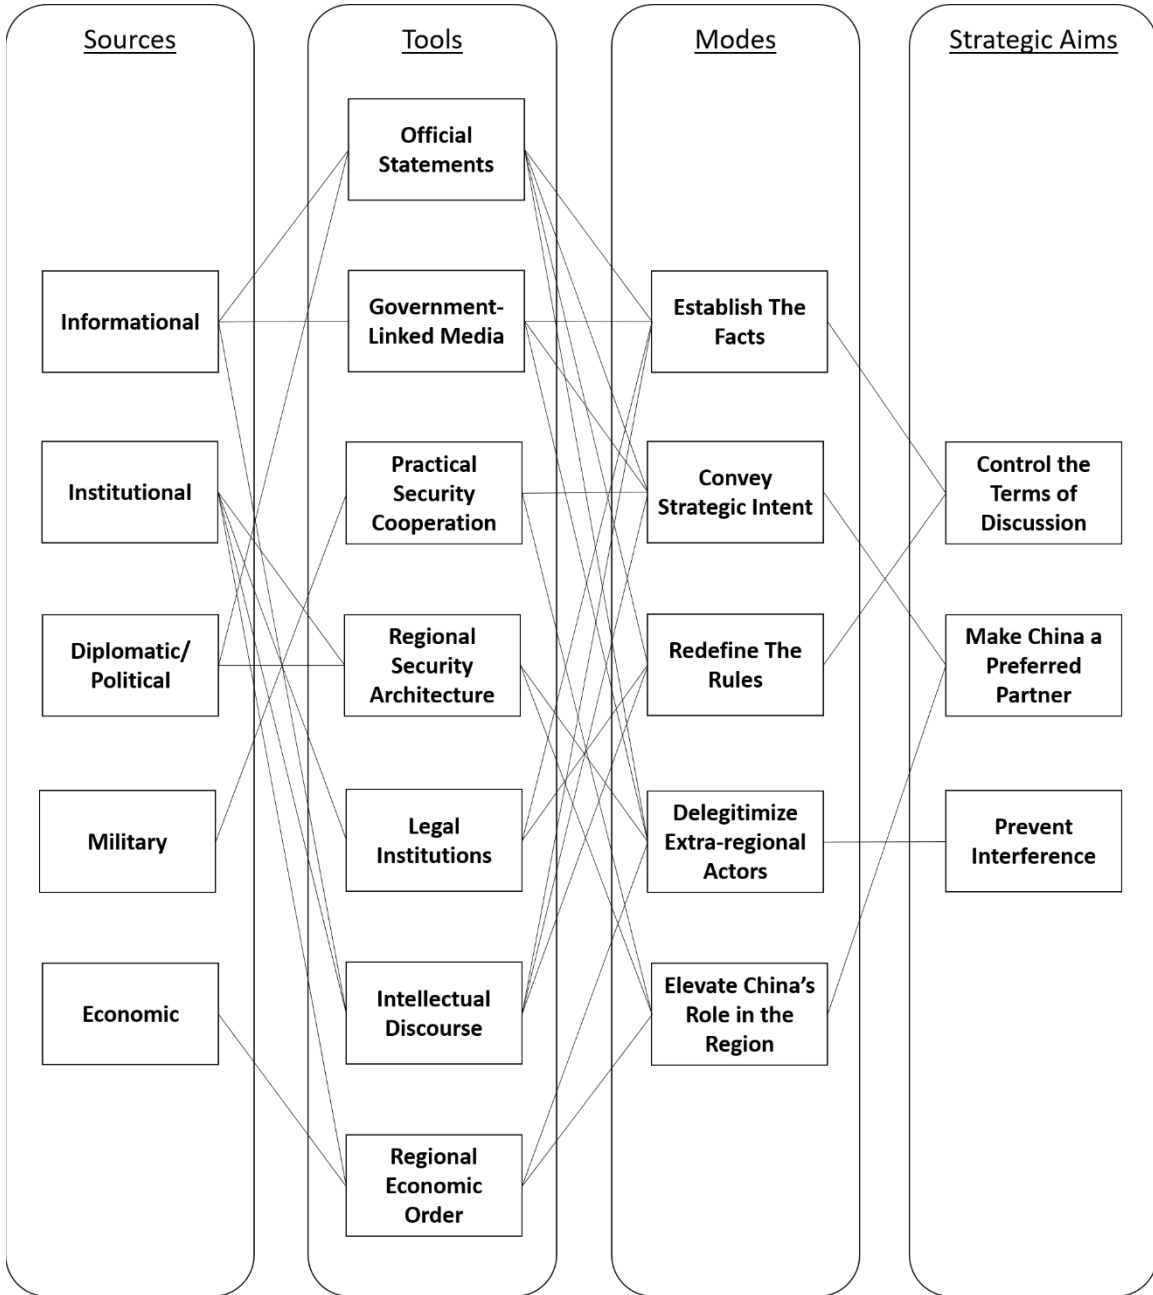 Sources
Tools
Modes
Strategic Aims
Informational
Institutional
Diplomatic/
Political
Military
Economic
Official
Statements
Government-
Linked Media
Practical
Security
Cooperation
Regional
Security
Architecture
Legal
Institutions
Intellectual
Discourse
Regional
Economic
Order
Establish The
Facts
Convey
Strategic Intent
Redefine The
Rules
Delegitimize
Extra-regional
Actors
Elevate China’s
Role in the
Region
Control the
Terms of
Discussion
Make China a
Preferred
Partner
Prevent
Interference